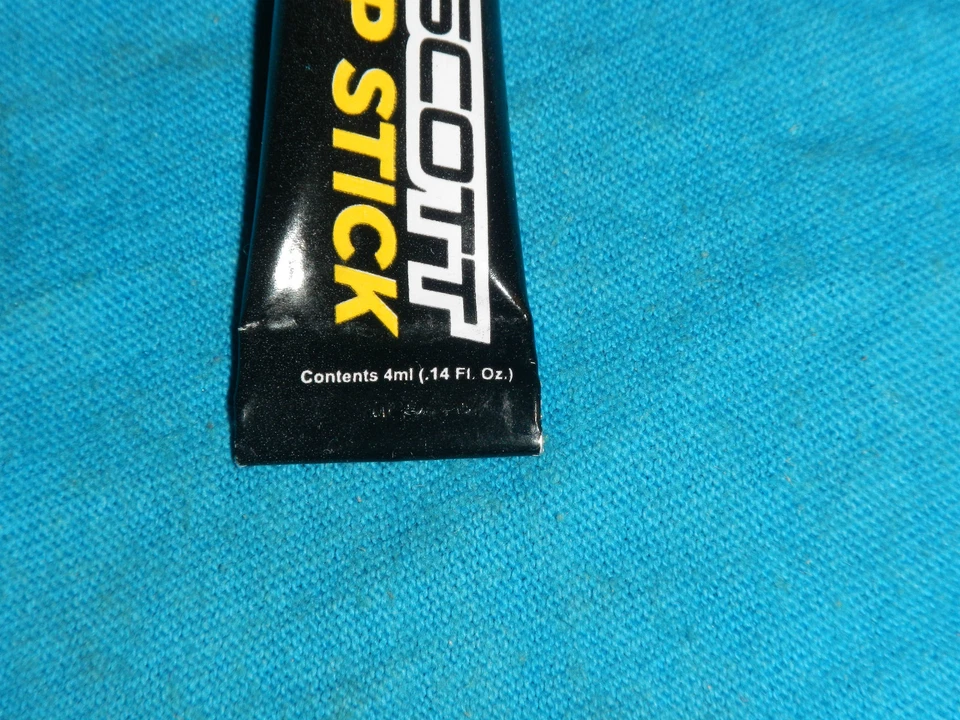 SCOTT
P STICK
Contents 4ml (.14 Fl. Oz.)